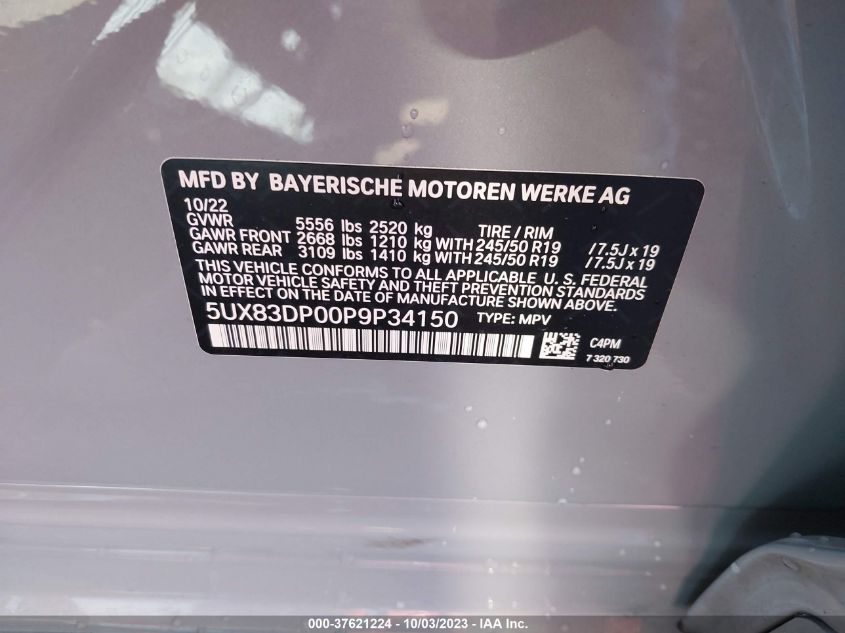 MFD BY BAYERISCHE MOTOREN WERKE AG
10/22
GVWR 5556 lbs 2520 kg TIRE / RIM
GAWR FRONT 2668 lbs 1210 kg WITH 245/50 R19 / 7.5J x 19
GAWR REAR 3109 lbs 1410 kg WITH 245/50 R19 / 7.5J x 19
THIS VEHICLE CONFORMS TO ALL APPLICABLE U. S. FEDERAL
MOTOR VEHICLE SAFETY AND THEFT PREVENTION STANDARDS
IN EFFECT ON THE DATE OF MANUFACTURE SHOWN ABOVE.
5UX83DP00P9P34150 TYPE: MPV
C4PM
7 320 730
000-37621224 - 10/03/2023 - IAA Inc.